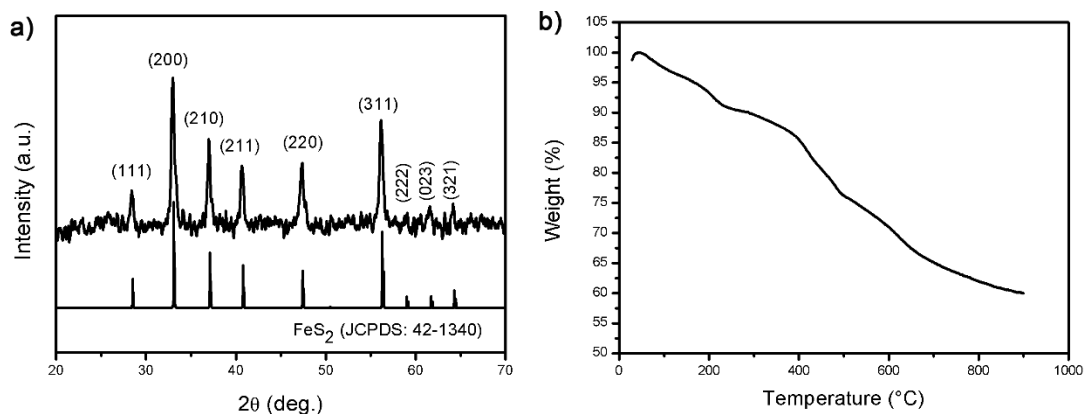 a)
Intensity (a.u.)
(111)
(200)
(210)
(211)
(220)
(311)
(222)
(023)
(321)
FeS₂ (JCPDS: 42-1340)
20 30 40 50 60 70
2θ (deg.)
b)
Weight (%)
105
100
95
90
85
80
75
70
65
60
55
50
0 200 400 600 800 1000
Temperature (°C)